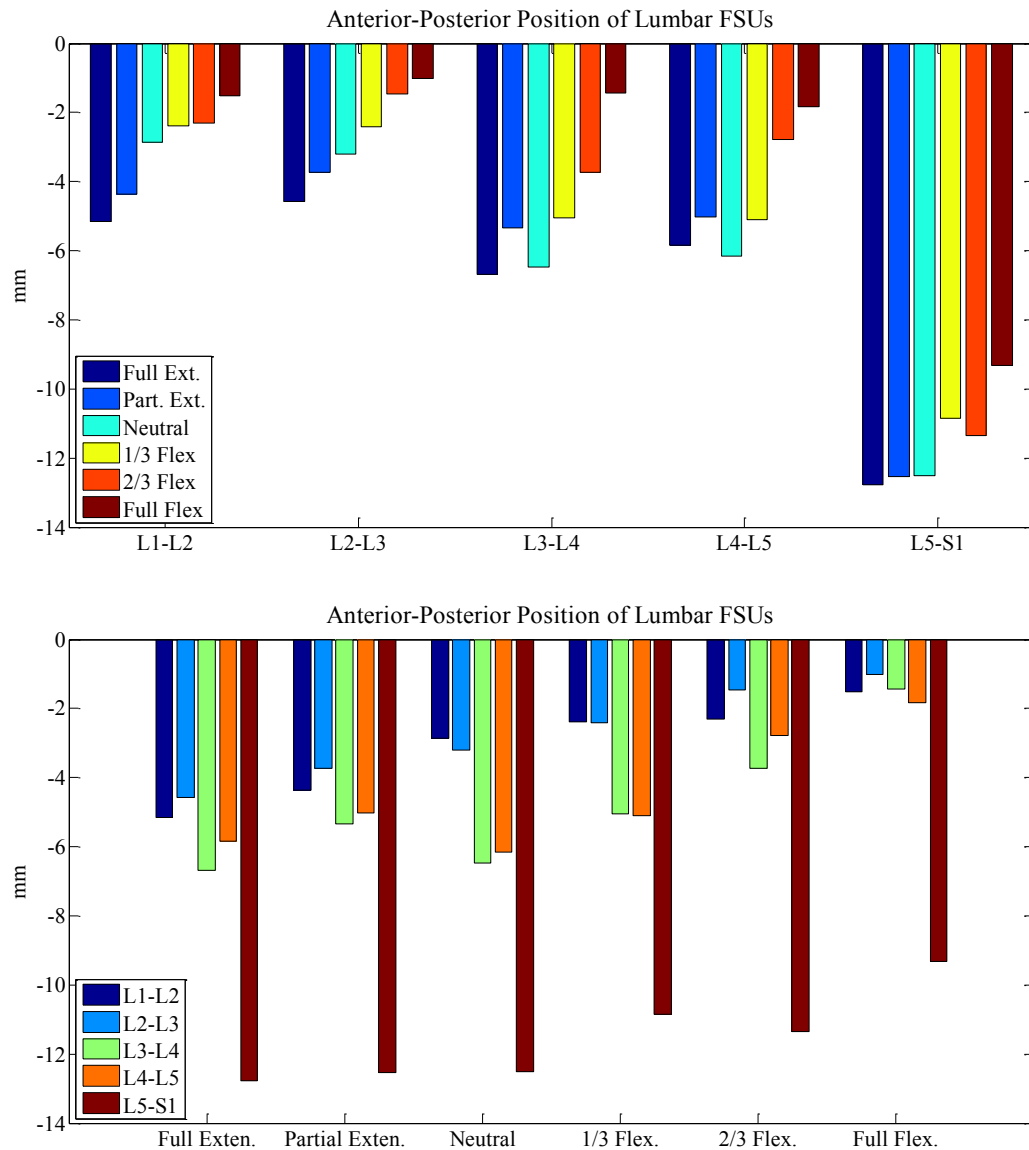 Anterior-Posterior Position of Lumbar FSUs
0
-2
-4
-6
-8
-10
-12
-14
mm
Full Ext.
Part. Ext.
Neutral
1/3 Flex
2/3 Flex
Full Flex
L1-L2 L2-L3 L3-L4 L4-L5 L5-S1
Anterior-Posterior Position of Lumbar FSUs
0
-2
-4
-6
-8
-10
-12
-14
mm
L1-L2
L2-L3
L3-L4
L4-L5
L5-S1
Full Exten. Partial Exten. Neutral 1/3 Flex. 2/3 Flex. Full Flex.